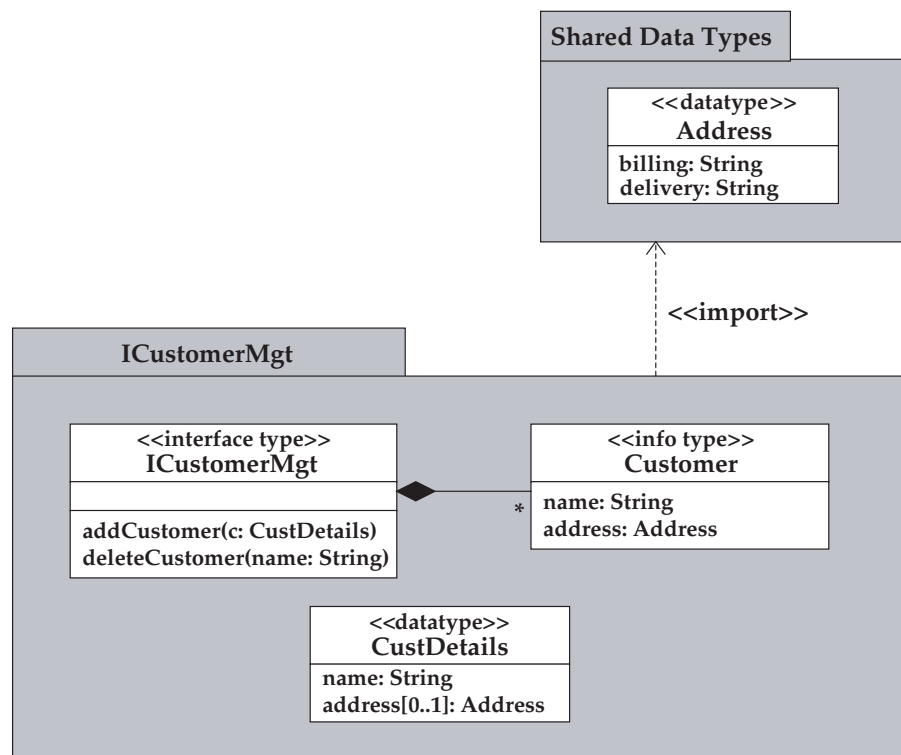 Shared Data Types
<<datatype>>
Address
billing: String
delivery: String
<<import>>
ICustomerMgt
<<interface type>>
ICustomerMgt
addCustomer(c: CustDetails)
deleteCustomer(name: String)
*
<<info type>>
Customer
name: String
address: Address
<<datatype>>
CustDetails
name: String
address[0..1]: Address